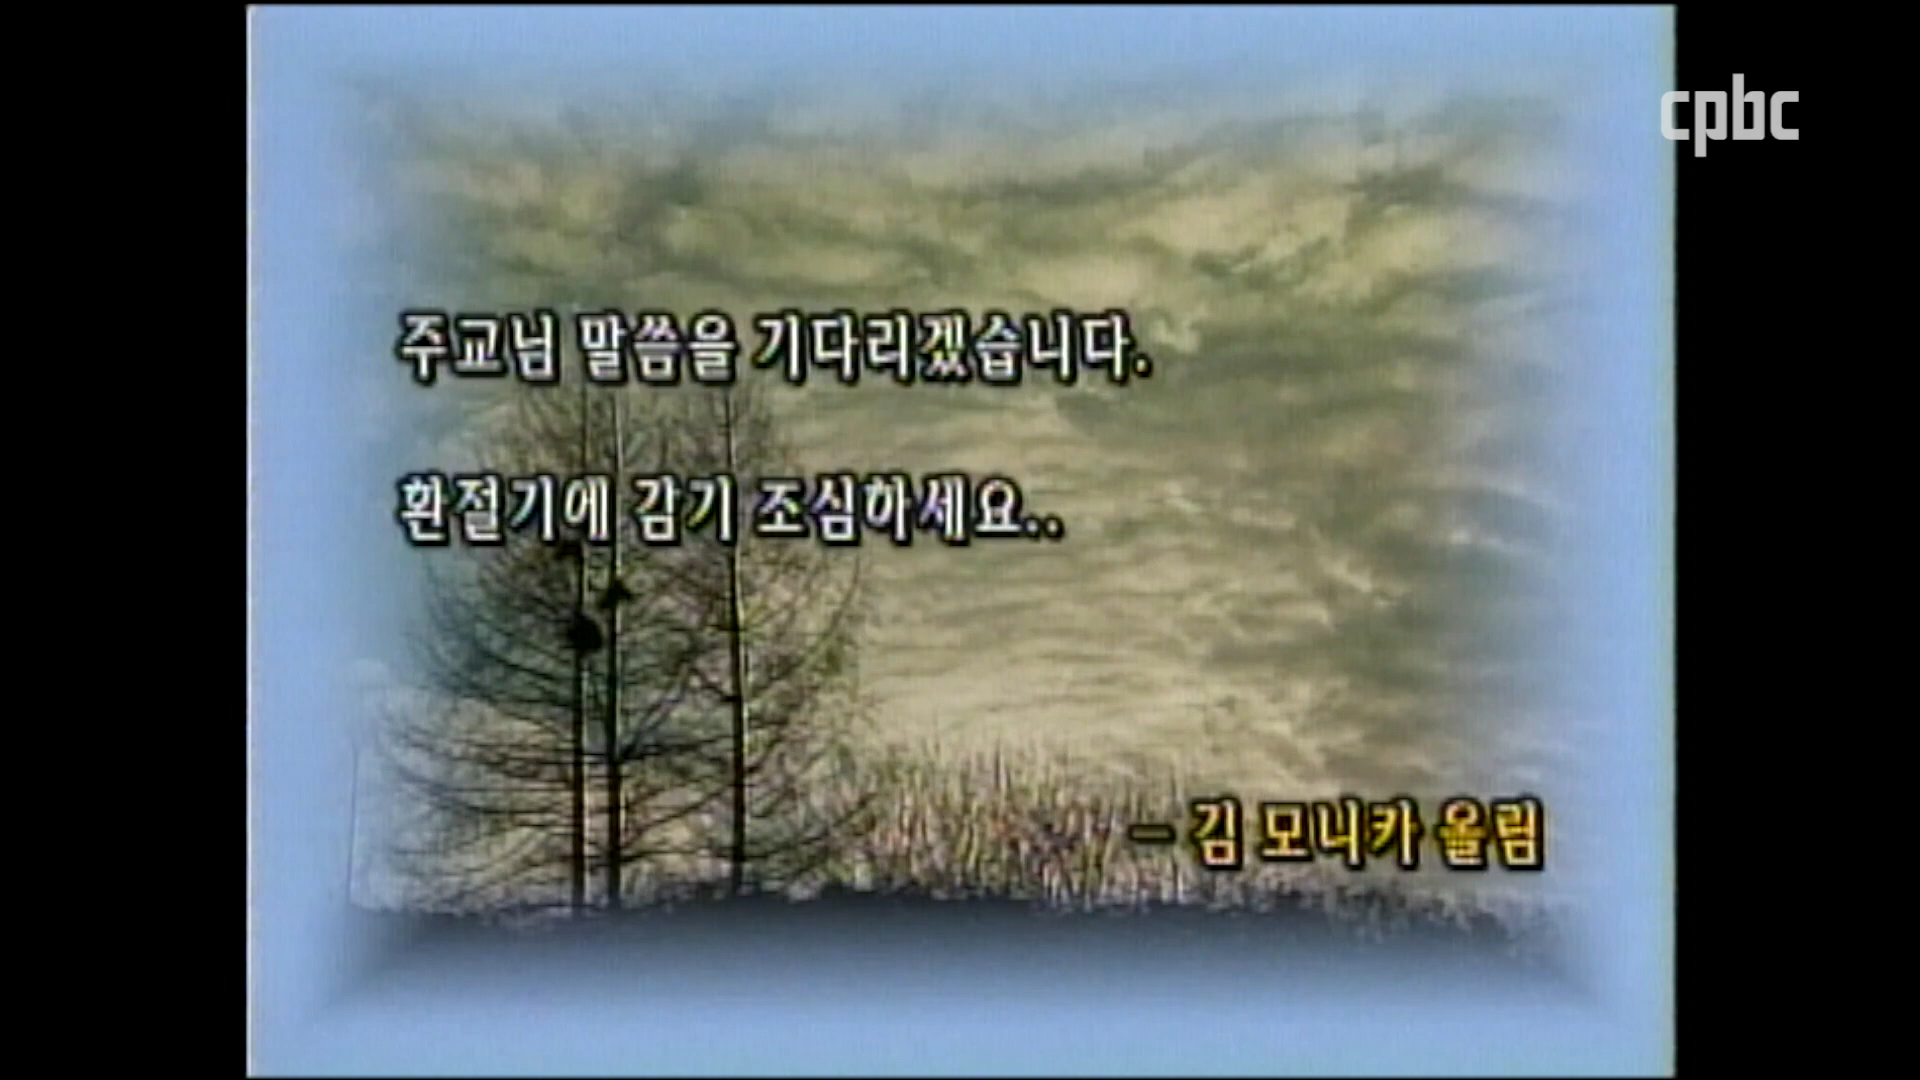 cpbc
주교님 말씀을 기다리겠습니다.
환절기에 감기 조심하세요..
- 김 모니카 올림